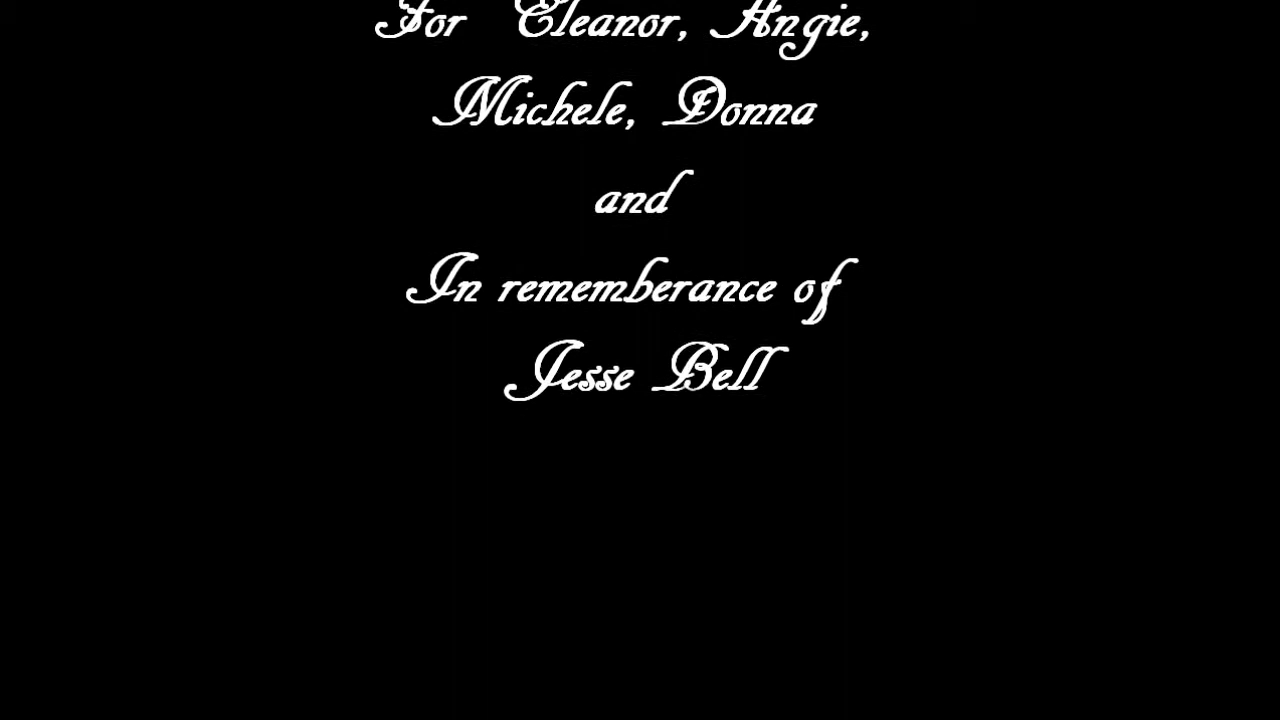 For Eleanor, Angie,
Michele, Donna
and
In rememberance of
Jesse Bell